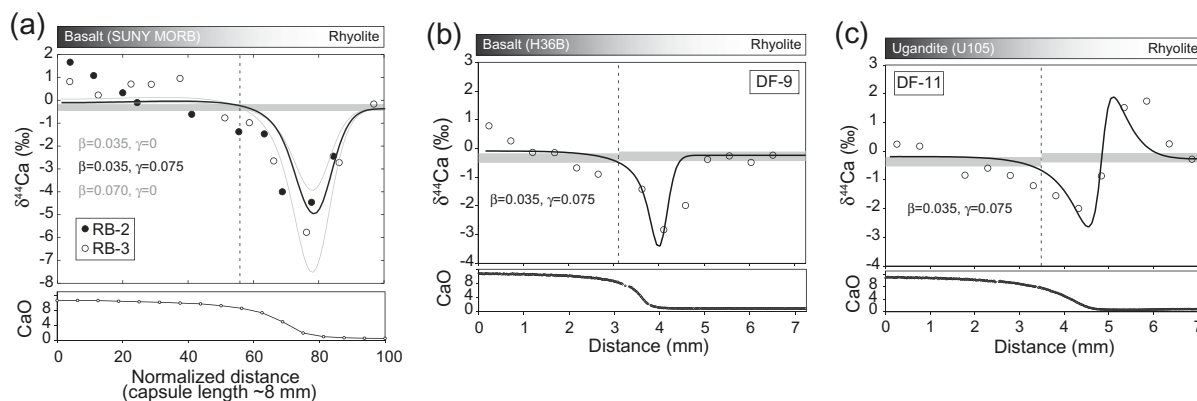 (a)
Basalt (SUNY MORB) Rhyolite
2
1
0
-1
-2
-3
-4
-5
-6
-7
-8
δ⁴⁴Ca (‰)
β=0.035, γ=0
β=0.035, γ=0.075
β=0.070, γ=0
RB-2
RB-3
CaO
8
4
0
0 20 40 60 80 100
Normalized distance
(capsule length ~8 mm)
(b)
Basalt (H36B) Rhyolite
DF-9
3
2
1
0
-1
-2
-3
-4
δ⁴⁴Ca (‰)
β=0.035, γ=0.075
CaO
8
4
0
0 1 2 3 4 5 6 7
Distance (mm)
(c)
Ugandite (U105) Rhyolite
DF-11
3
2
1
0
-1
-2
-3
-4
δ⁴⁴Ca (‰)
β=0.035, γ=0.075
CaO
8
4
0
0 1 2 3 4 5 6 7
Distance (mm)